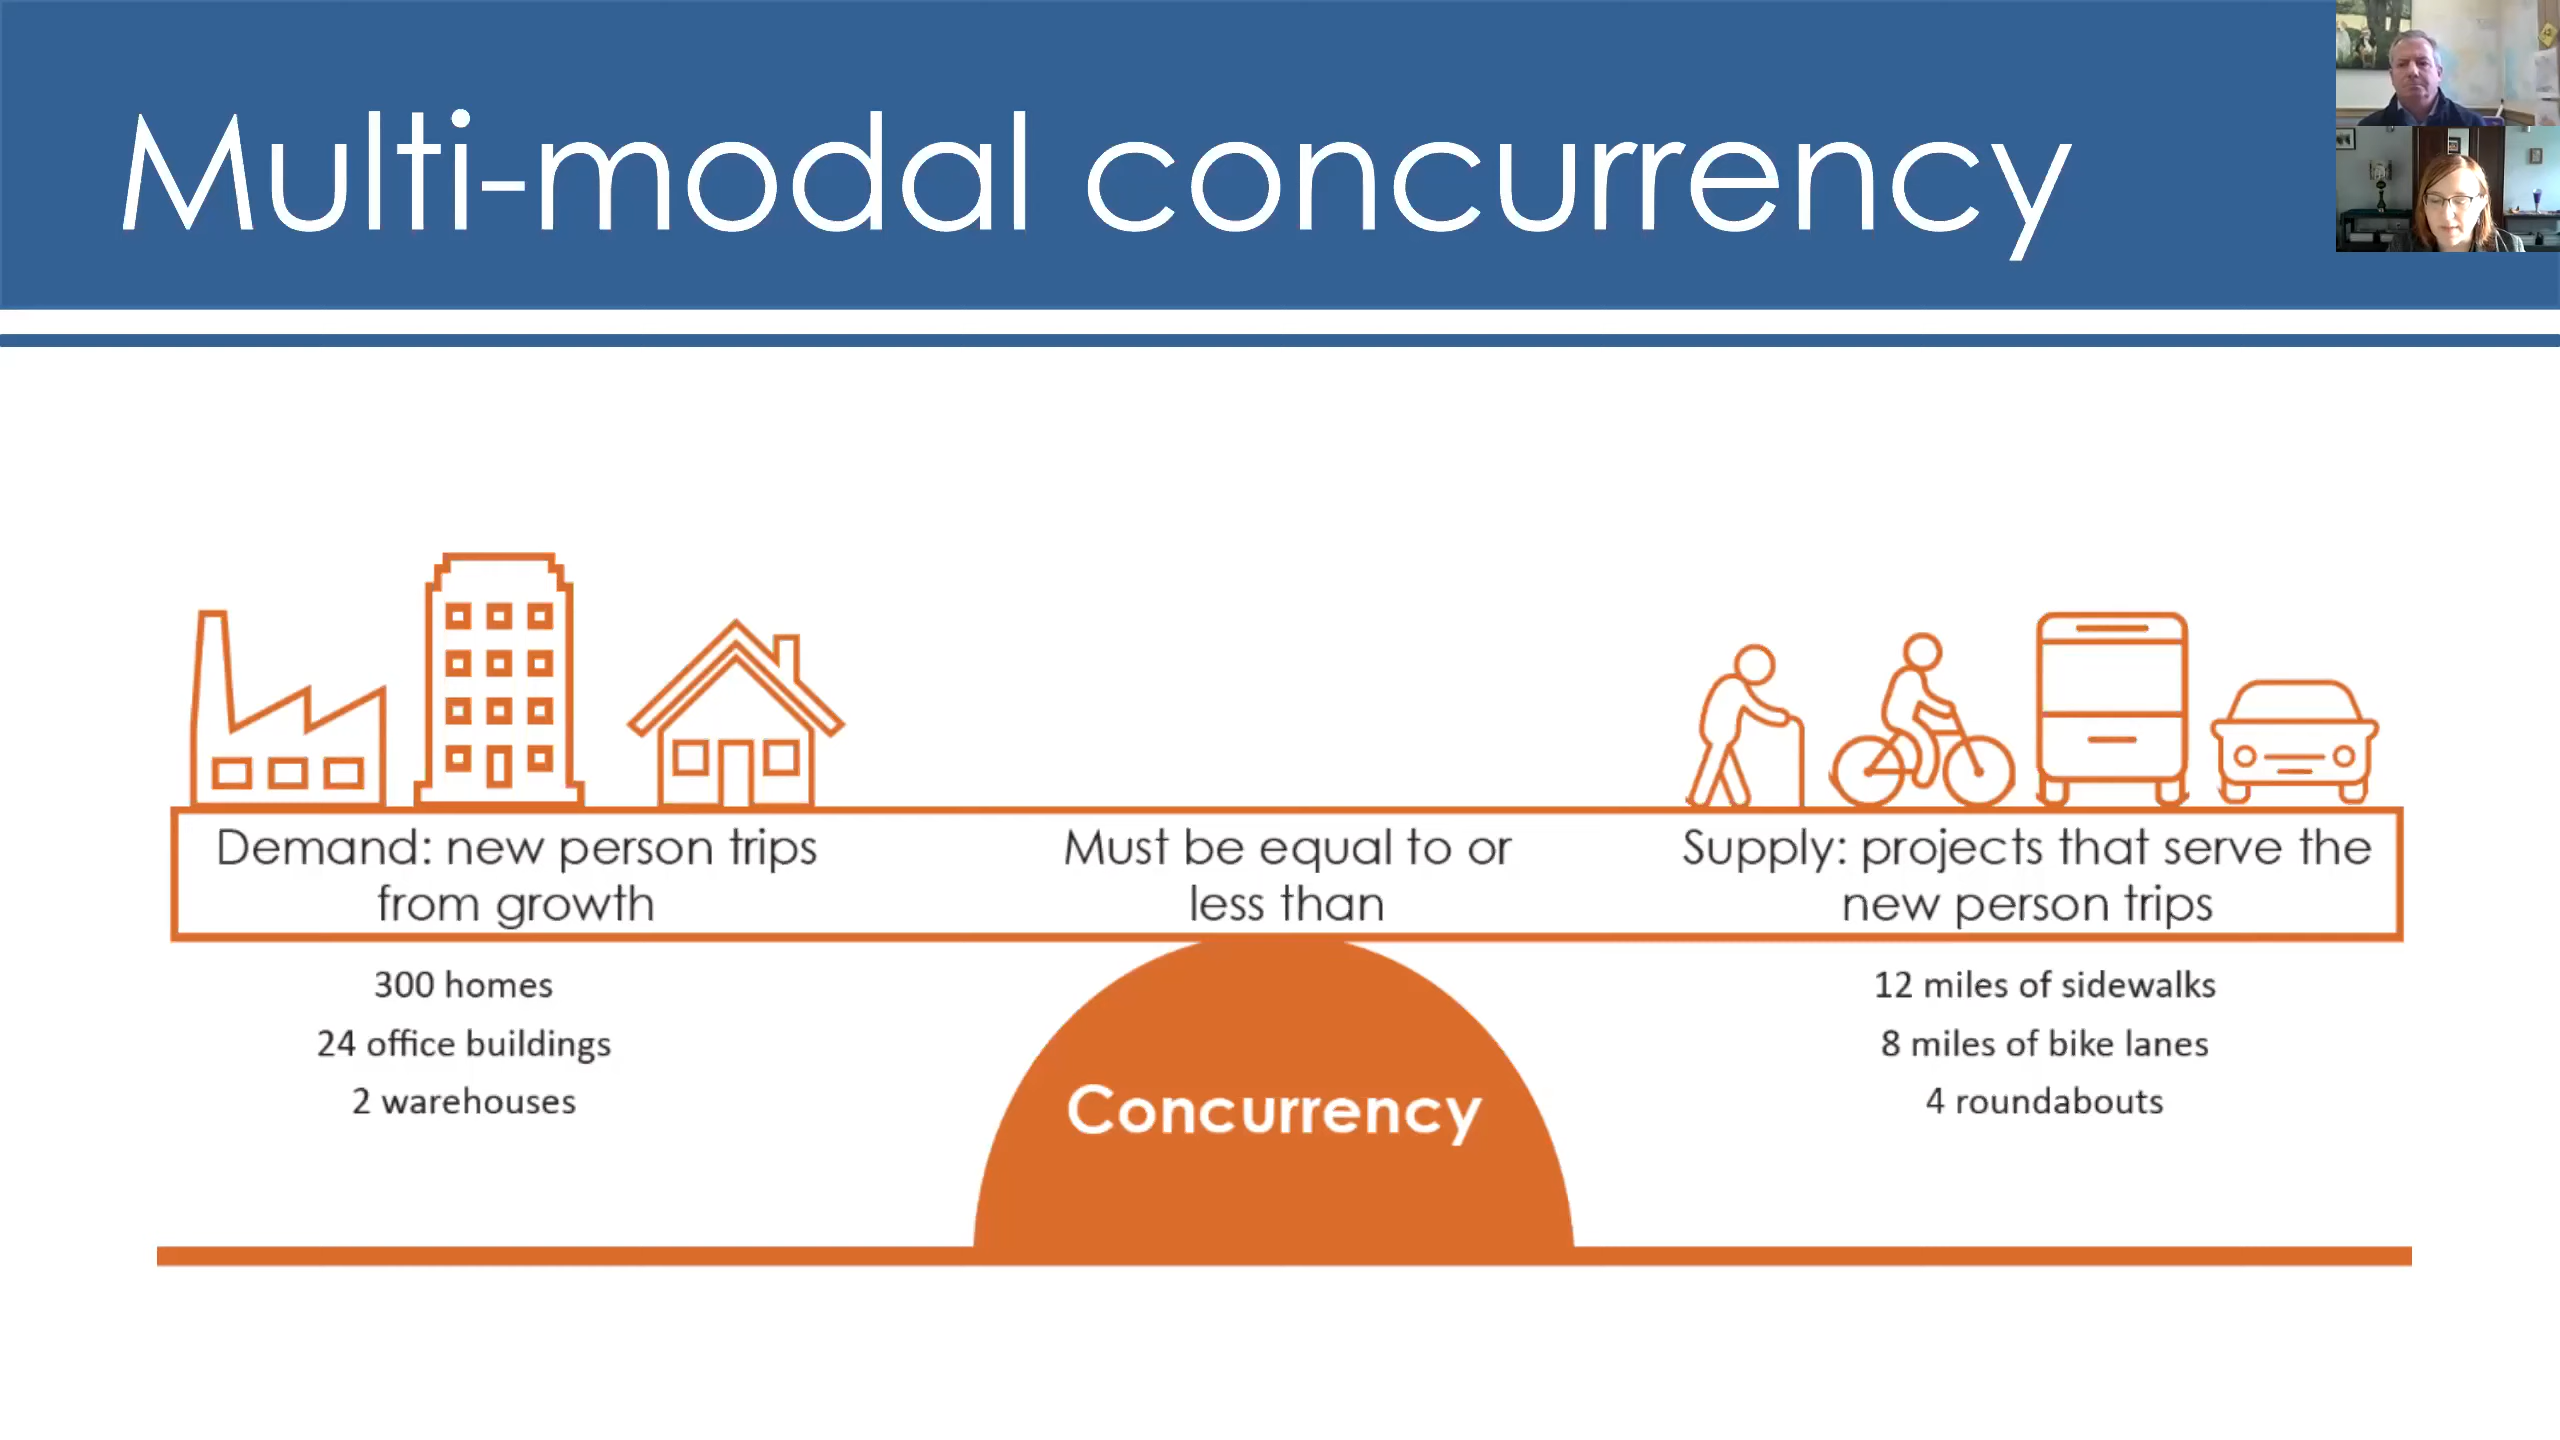 Multi-modal concurrency
Demand: new person trips
from growth
Must be equal to or
less than
Supply: projects that serve the
new person trips
300 homes
24 office buildings
2 warehouses
12 miles of sidewalks
8 miles of bike lanes
4 roundabouts
Concurrency